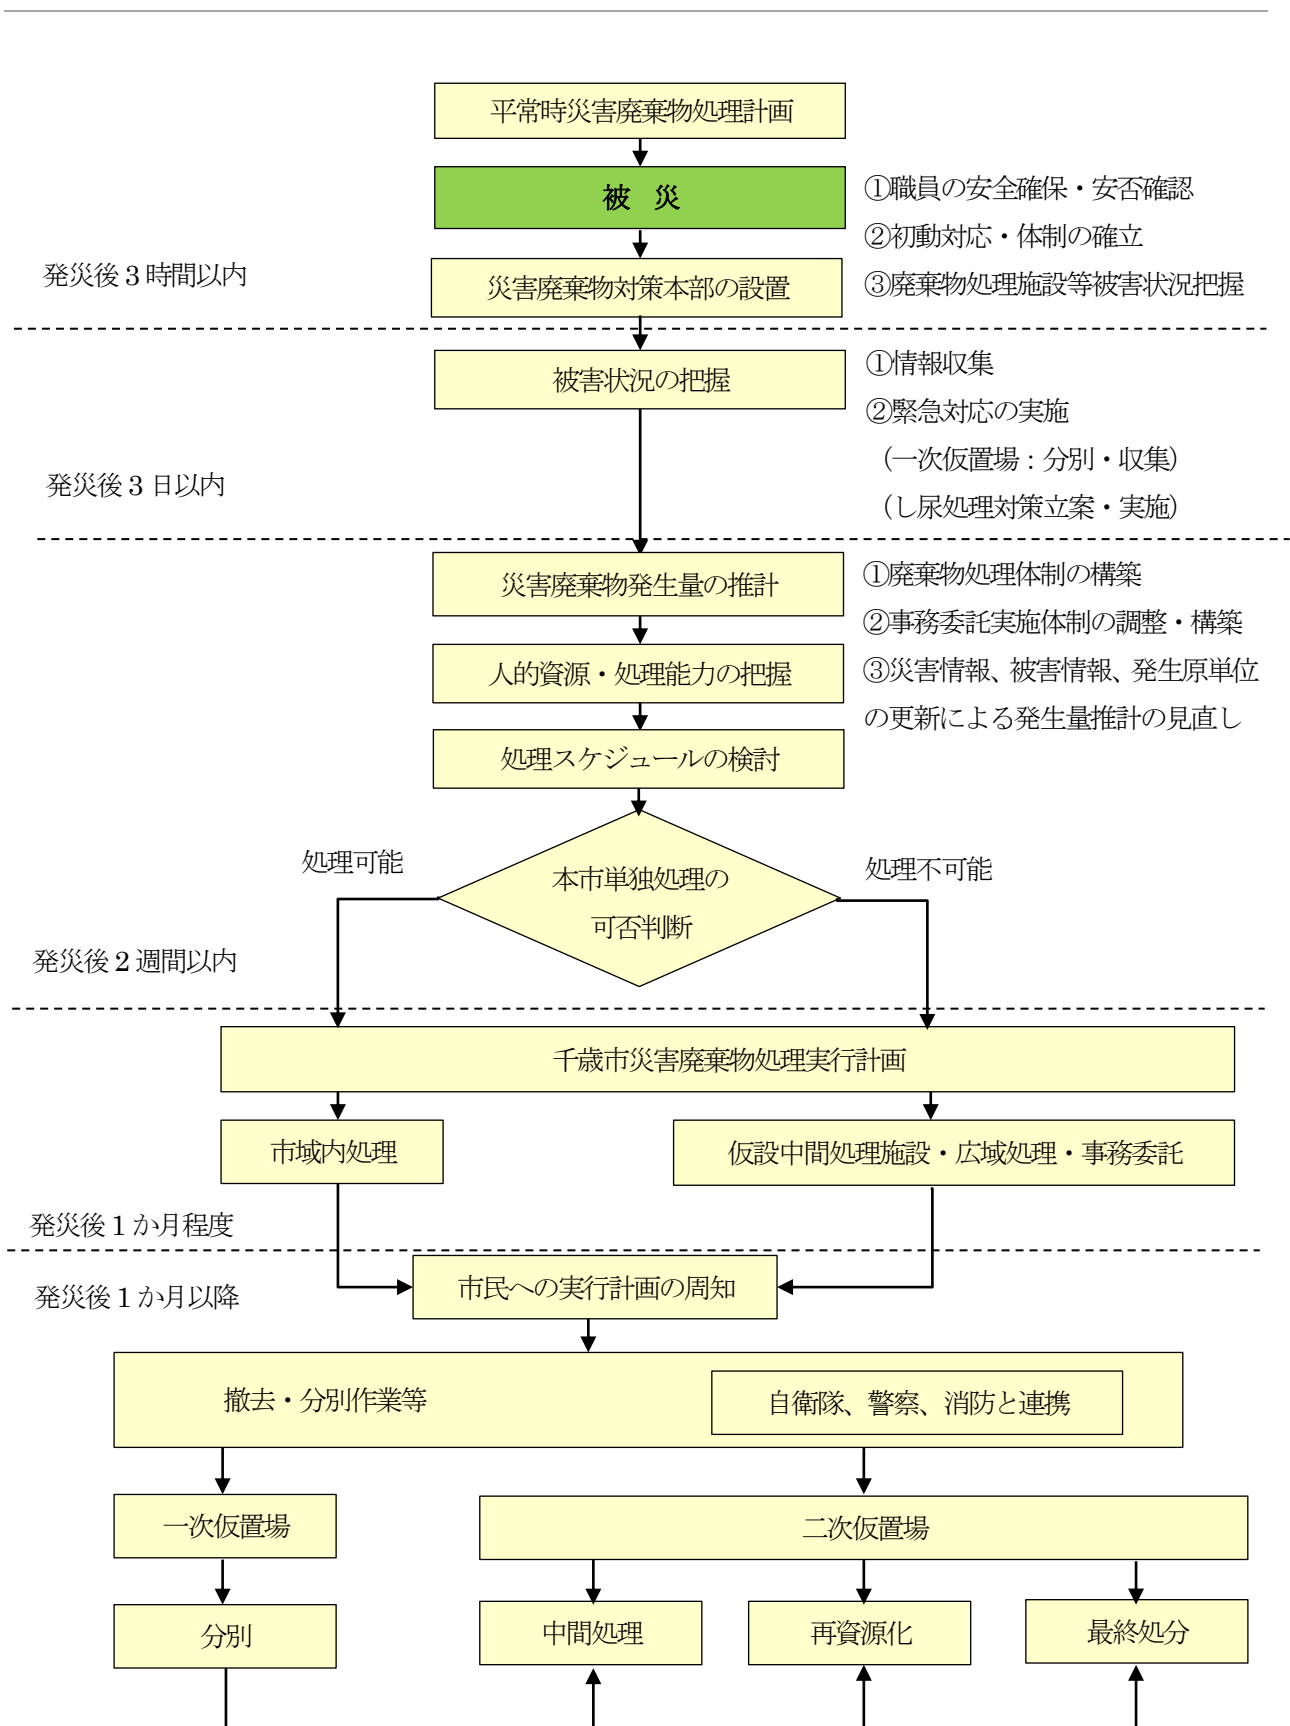 平常時災害廃棄物処理計画
被　災
①職員の安全確保・安否確認
②初動対応・体制の確立
発災後 3 時間以内
災害廃棄物対策本部の設置
③廃棄物処理施設等被害状況把握
被害状況の把握
①情報収集
②緊急対応の実施
（一次仮置場：分別・収集）
発災後 3 日以内
（し尿処理対策立案・実施）
災害廃棄物発生量の推計
①廃棄物処理体制の構築
②事務委託実施体制の調整・構築
人的資源・処理能力の把握
③災害情報、被害情報、発生原単位
の更新による発生量推計の見直し
処理スケジュールの検討
処理可能
処理不可能
本市単独処理の
可否判断
発災後 2 週間以内
千歳市災害廃棄物処理実行計画
市域内処理
仮設中間処理施設・広域処理・事務委託
発災後 1 か月程度
発災後 1 か月以降
市民への実行計画の周知
撤去・分別作業等
自衛隊、警察、消防と連携
一次仮置場
二次仮置場
分別
中間処理
再資源化
最終処分